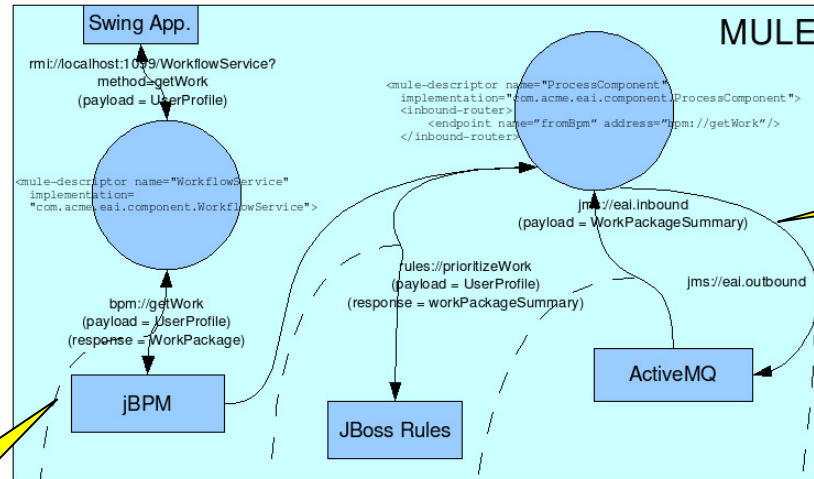 Swing App.
MULE
rmi://localhost:1099/WorkflowService?
method=getWork
(payload = UserProfile)
<mule-descriptor name="ProcessComponent"
implementation="com.acme.eai.component.ProcessComponent">
<inbound-router>
<endpoint name="fromBpm" address="bpm://getWork"/>
</inbound-router>
<mule-descriptor name="WorkflowService"
implementation=
"com.acme.eai.component.WorkflowService">
jms://eai.inbound
(payload = WorkPackageSummary)
rules://prioritizeWork
(payload = UserProfile)
(response = workPackageSummary)
jms://eai.outbound
bpm://getWork
(payload = UserProfile)
(response = WorkPackage)
jBPM
JBoss Rules
ActiveMQ